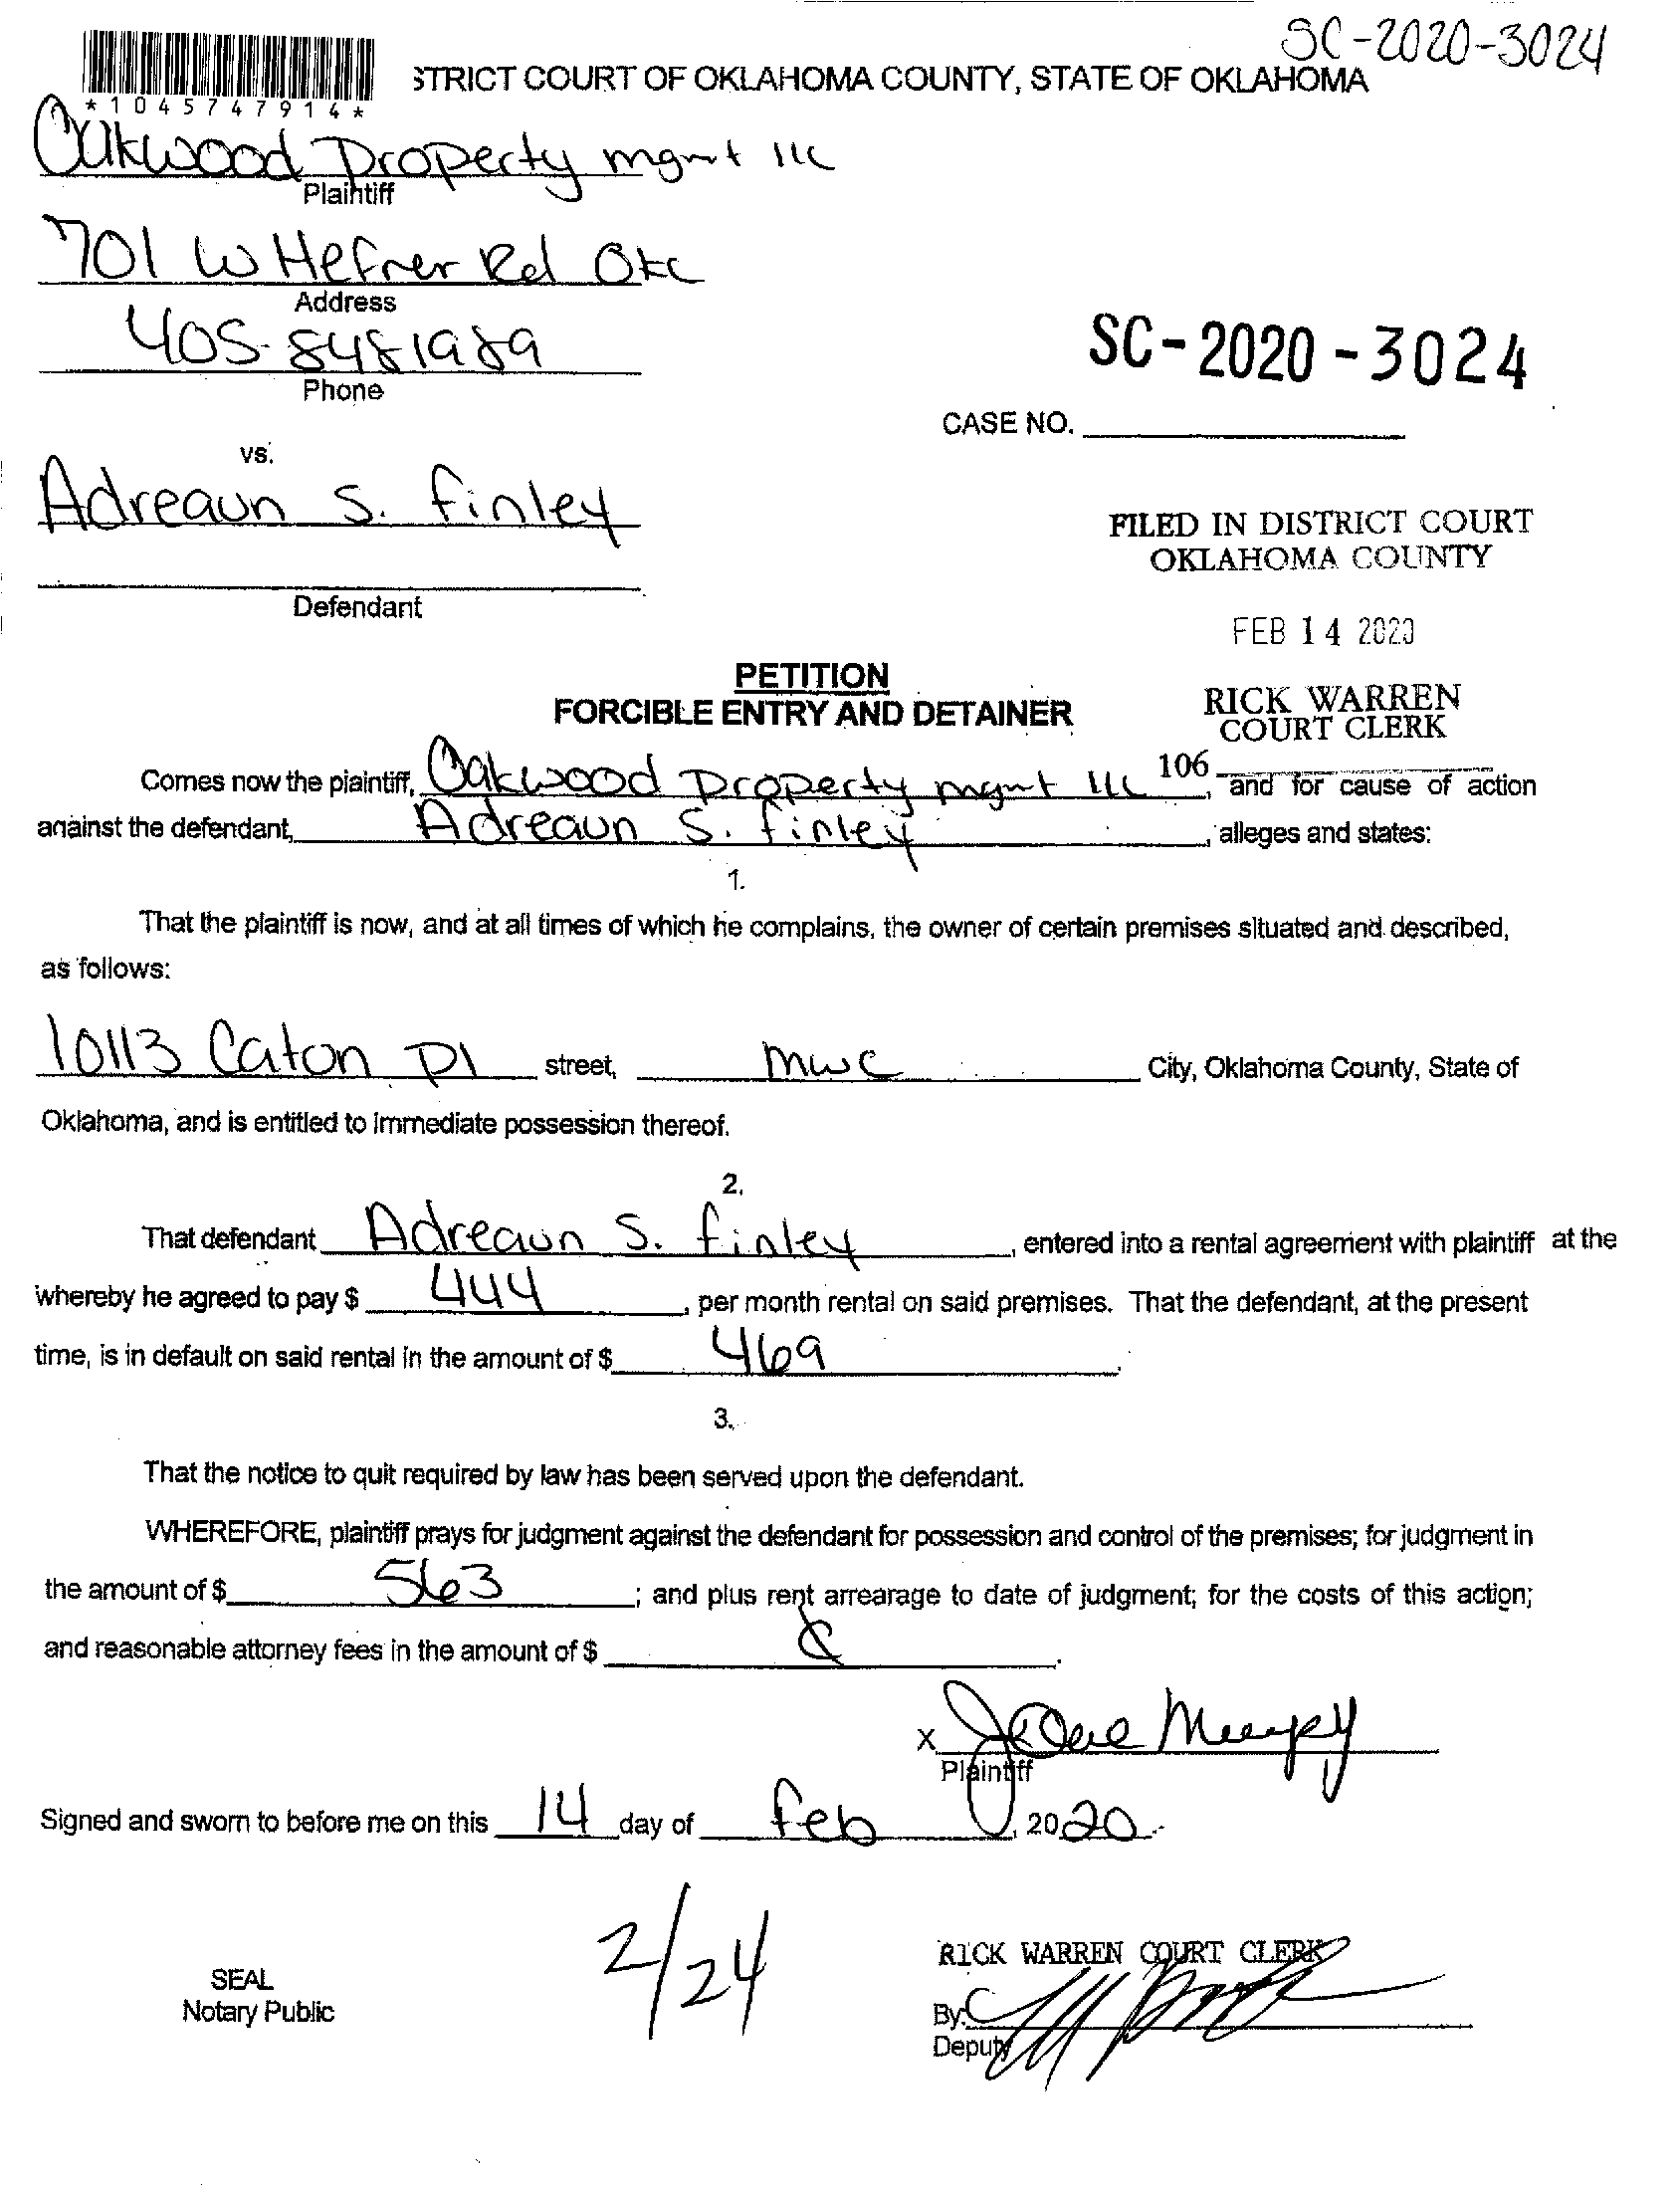 SC-2020-3024
STRICT COURT OF OKLAHOMA COUNTY, STATE OF OKLAHOMA
*1045747914*
Oakwood Property mgmt llc
Plaintiff
701 W Hefner Rd OKC
Address
405-8481989
Phone
SC-2020-3024
CASE NO.
vs.
Adreaun S. Finley
Defendant
FILED IN DISTRICT COURT
OKLAHOMA COUNTY
FEB 14 2020
RICK WARREN
COURT CLERK
106
PETITION
FORCIBLE ENTRY AND DETAINER
Comes now the plaintiff, Oakwood Property mgmt llc, and for cause of action
against the defendant, Adreaun S. Finley, alleges and states:
1.
That the plaintiff is now, and at all times of which he complains, the owner of certain premises situated and described,
as follows:
10113 Caton Pl street, mwc City, Oklahoma County, State of
Oklahoma, and is entitled to immediate possession thereof.
2.
That defendant Adreaun S. Finley, entered into a rental agreement with plaintiff at the
whereby he agreed to pay $ 444, per month rental on said premises. That the defendant, at the present
time, is in default on said rental in the amount of $ 469.
3.
That the notice to quit required by law has been served upon the defendant.
WHEREFORE, plaintiff prays for judgment against the defendant for possession and control of the premises; for judgment in
the amount of $ 563; and plus rent arrearage to date of judgment; for the costs of this action;
and reasonable attorney fees in the amount of $ .
X
Plaintiff
Signed and sworn to before me on this 14 day of Feb, 2020.
2/24
SEAL
Notary Public
RICK WARREN COURT CLERK
By:
Deputy